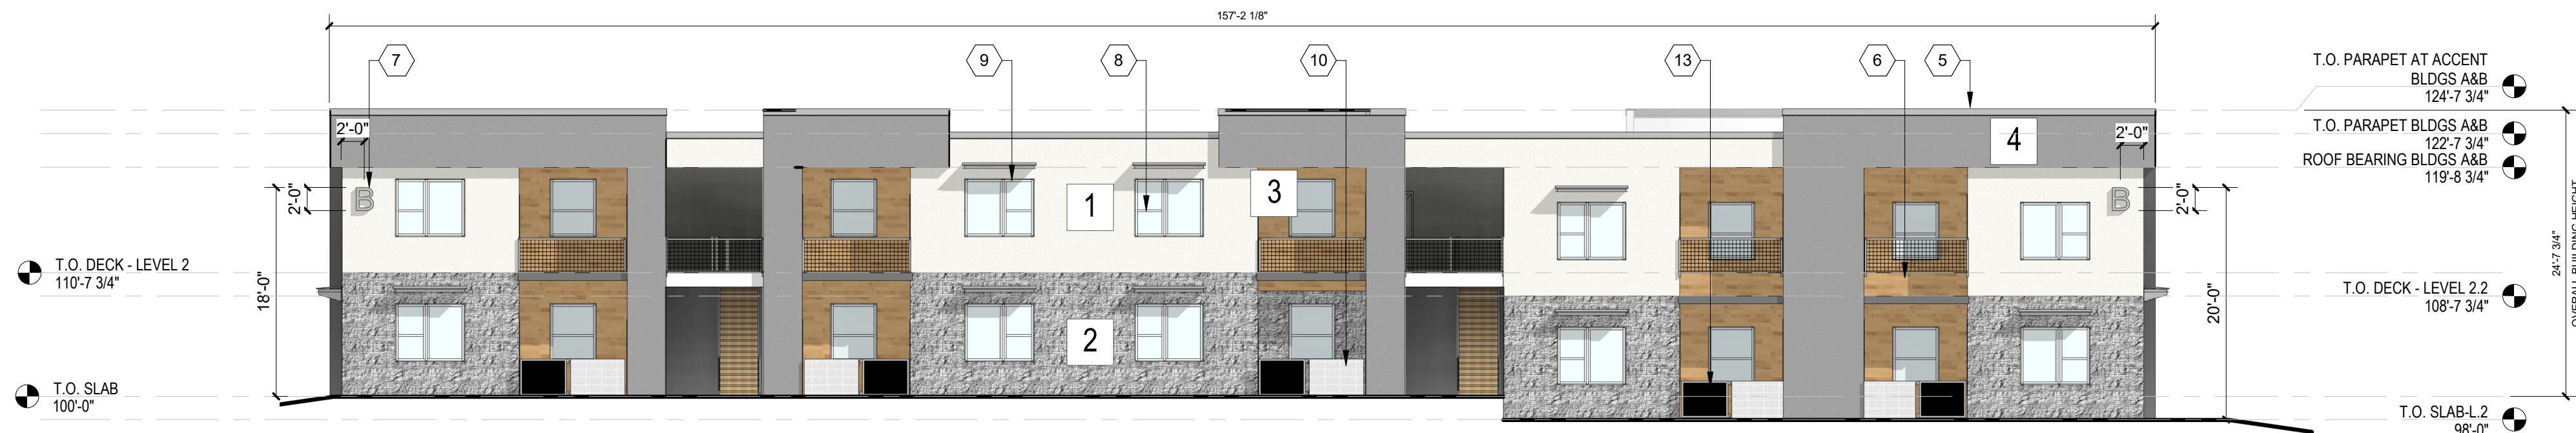 157'-2 1/8"
7
9
8
10
13
6
5
T.O. PARAPET AT ACCENT
BLDGS A&B
124'-7 3/4"
2'-0"
4
2'-0"
T.O. PARAPET BLDGS A&B
122'-7 3/4"
ROOF BEARING BLDGS A&B
119'-8 3/4"
2'-0"
B
1
3
B
2'-0"
T.O. DECK - LEVEL 2
110'-7 3/4"
18'-0"
2
20'-0"
24'-7 3/4"
OVERALL BUILDING HEIGHT
T.O. DECK - LEVEL 2.2
108'-7 3/4"
T.O. SLAB
100'-0"
T.O. SLAB-L.2
98'-0"